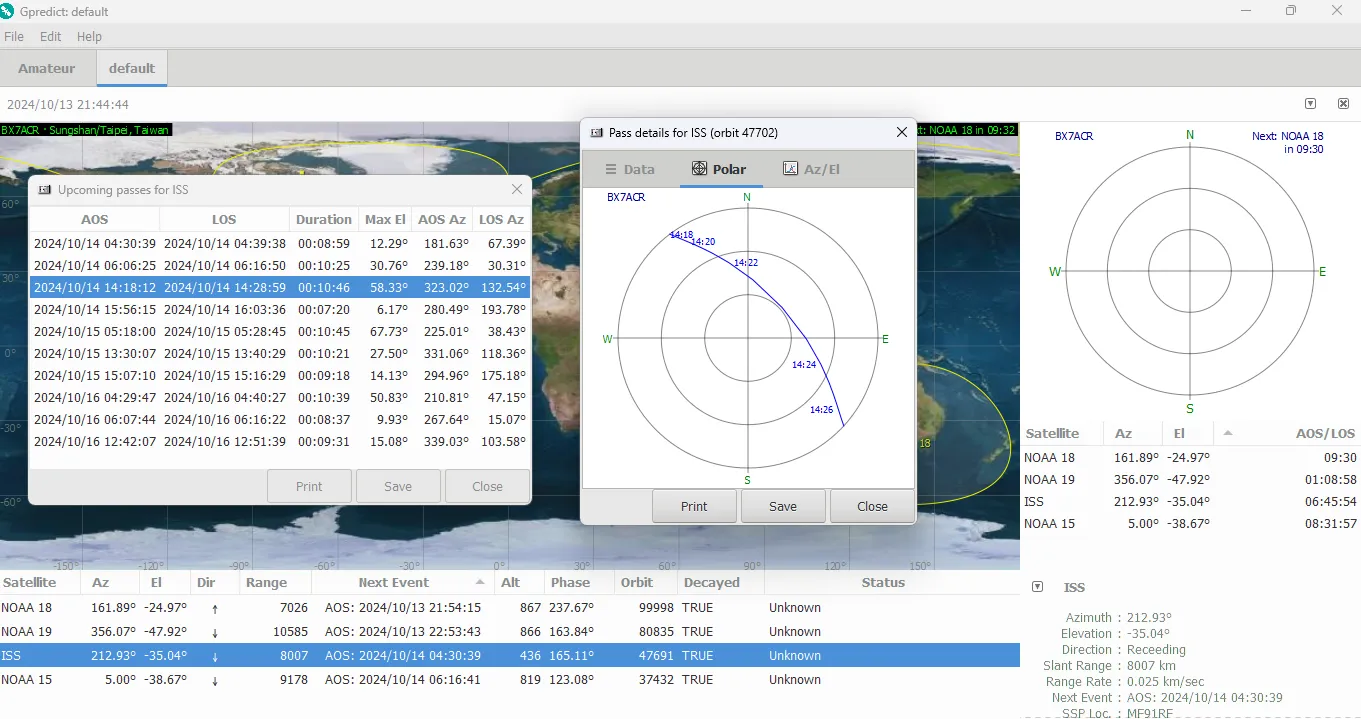 Gpredict: default
File Edit Help
Amateur default
2024/10/13 21:44:44
BX7ACR · Sungshan/Taipei, Taiwan
NOAA 18 in 09:32
60°
30°
0°
-30°
-60°
-150° -120° -90° -60° -30° 0° 30° 60° 90° 120° 150°
18
Upcoming passes for ISS
AOS LOS Duration Max El AOS Az LOS Az
2024/10/14 04:30:39 2024/10/14 04:39:38 00:08:59 12.29° 181.63° 67.39°
2024/10/14 06:06:25 2024/10/14 06:16:50 00:10:25 30.76° 239.18° 30.31°
2024/10/14 14:18:12 2024/10/14 14:28:59 00:10:46 58.33° 323.02° 132.54°
2024/10/14 15:56:15 2024/10/14 16:03:36 00:07:20 6.17° 280.49° 193.78°
2024/10/15 05:18:00 2024/10/15 05:28:45 00:10:45 67.73° 225.01° 38.43°
2024/10/15 13:30:07 2024/10/15 13:40:29 00:10:21 27.50° 331.06° 118.36°
2024/10/15 15:07:10 2024/10/15 15:16:29 00:09:18 14.13° 294.96° 175.18°
2024/10/16 04:29:47 2024/10/16 04:40:27 00:10:39 50.83° 210.81° 47.15°
2024/10/16 06:07:44 2024/10/16 06:16:22 00:08:37 9.93° 267.64° 15.07°
2024/10/16 12:42:07 2024/10/16 12:51:39 00:09:31 15.08° 339.03° 103.58°
Print Save Close
Pass details for ISS (orbit 47702)
Data Polar Az/El
BX7ACR
N
14:18
14:20
14:22
W E
14:24
14:26
S
Print Save Close
BX7ACR N Next: NOAA 18
in 09:30
W E
S
Satellite Az El AOS/LOS
NOAA 18 161.89° -24.97° 09:30
NOAA 19 356.07° -47.92° 01:08:58
ISS 212.93° -35.04° 06:45:54
NOAA 15 5.00° -38.67° 08:31:57
ISS
Azimuth : 212.93°
Elevation : -35.04°
Direction : Receeding
Slant Range : 8007 km
Range Rate : 0.025 km/sec
Next Event : AOS: 2024/10/14 04:30:39
SSP Loc. : MF91RF
Satellite Az El Dir Range Next Event Alt Phase Orbit Decayed Status
NOAA 18 161.89° -24.97° ↑ 7026 AOS: 2024/10/13 21:54:15 867 237.67° 99998 TRUE Unknown
NOAA 19 356.07° -47.92° ↓ 10585 AOS: 2024/10/13 22:53:43 866 163.84° 80835 TRUE Unknown
ISS 212.93° -35.04° ↓ 8007 AOS: 2024/10/14 04:30:39 436 165.11° 47691 TRUE Unknown
NOAA 15 5.00° -38.67° ↓ 9178 AOS: 2024/10/14 06:16:41 819 123.08° 37432 TRUE Unknown